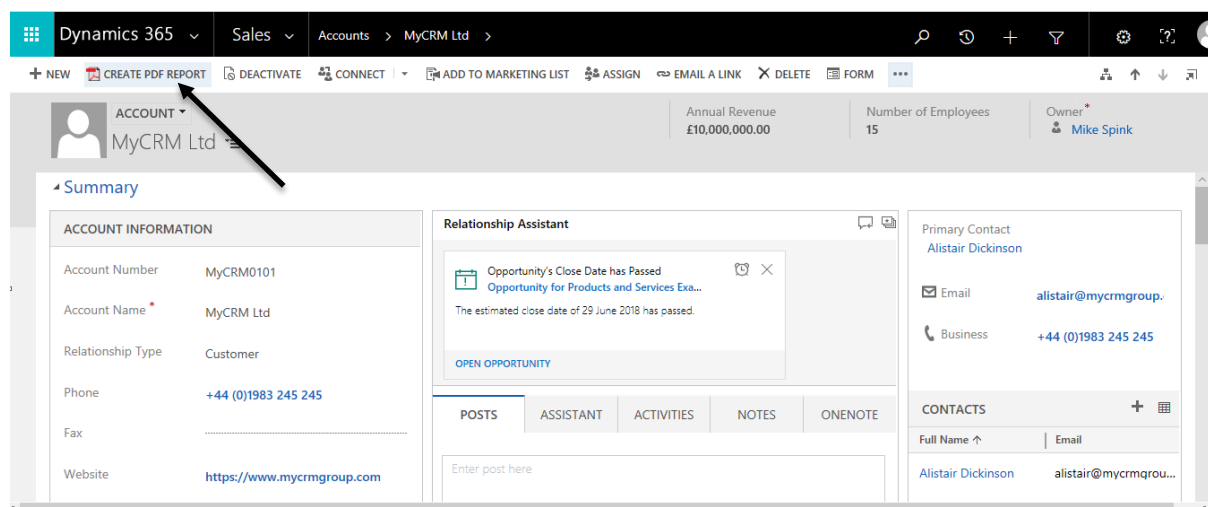 Dynamics 365 Sales Accounts > MyCRM Ltd >
NEW CREATE PDF REPORT DEACTIVATE CONNECT ADD TO MARKETING LIST ASSIGN EMAIL A LINK DELETE FORM ...
ACCOUNT
MyCRM Ltd
Annual Revenue
£10,000,000.00
Number of Employees
15
Owner*
Mike Spink
Summary
ACCOUNT INFORMATION
Account Number MyCRM0101
Account Name* MyCRM Ltd
Relationship Type Customer
Phone +44 (0)1983 245 245
Fax
Website https://www.mycrmgroup.com
Relationship Assistant
Opportunity's Close Date has Passed
Opportunity for Products and Services Exa...
The estimated close date of 29 June 2018 has passed.
OPEN OPPORTUNITY
POSTS ASSISTANT ACTIVITIES NOTES ONENOTE
Enter post here
Primary Contact
Alistair Dickinson
Email alistair@mycrmgroup.
Business +44 (0)1983 245 245
CONTACTS
Full Name ↑ Email
Alistair Dickinson alistair@mycrmgrou...